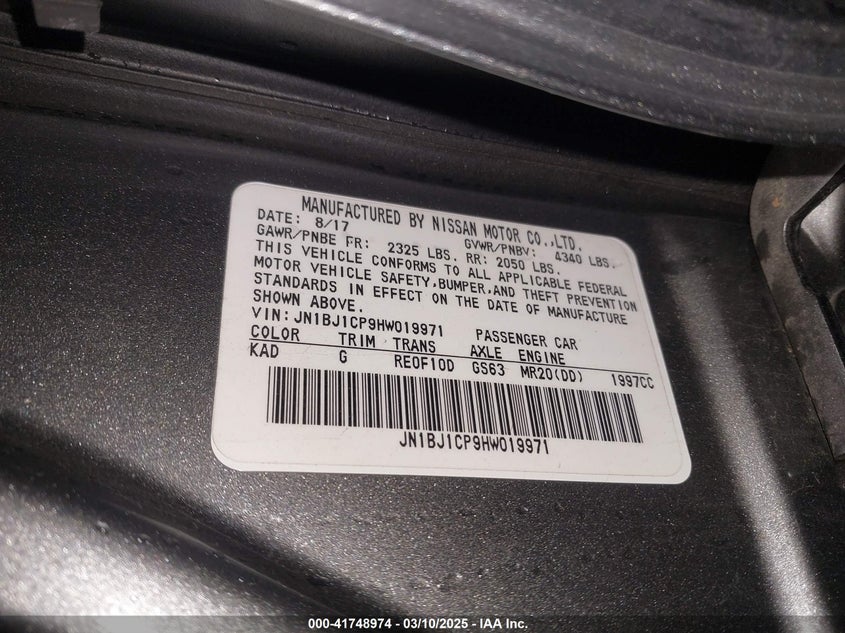 MANUFACTURED BY NISSAN MOTOR CO.,LTD.
DATE: 8/17 GVWR/PNBV: 4340 LBS.
GAWR/PNBE FR: 2325 LBS. RR: 2050 LBS.
THIS VEHICLE CONFORMS TO ALL APPLICABLE FEDERAL
MOTOR VEHICLE SAFETY,BUMPER,AND THEFT PREVENTION
STANDARDS IN EFFECT ON THE DATE OF MANUFACTURE
SHOWN ABOVE.
VIN:JN1BJ1CP9HW019971 PASSENGER CAR
COLOR TRIM TRANS AXLE ENGINE
KAD G RE0F10D GS63 MR20(DD) 1997CC
JN1BJ1CP9HW019971
000-41748974 — 03/10/2025 — © IAA Inc.